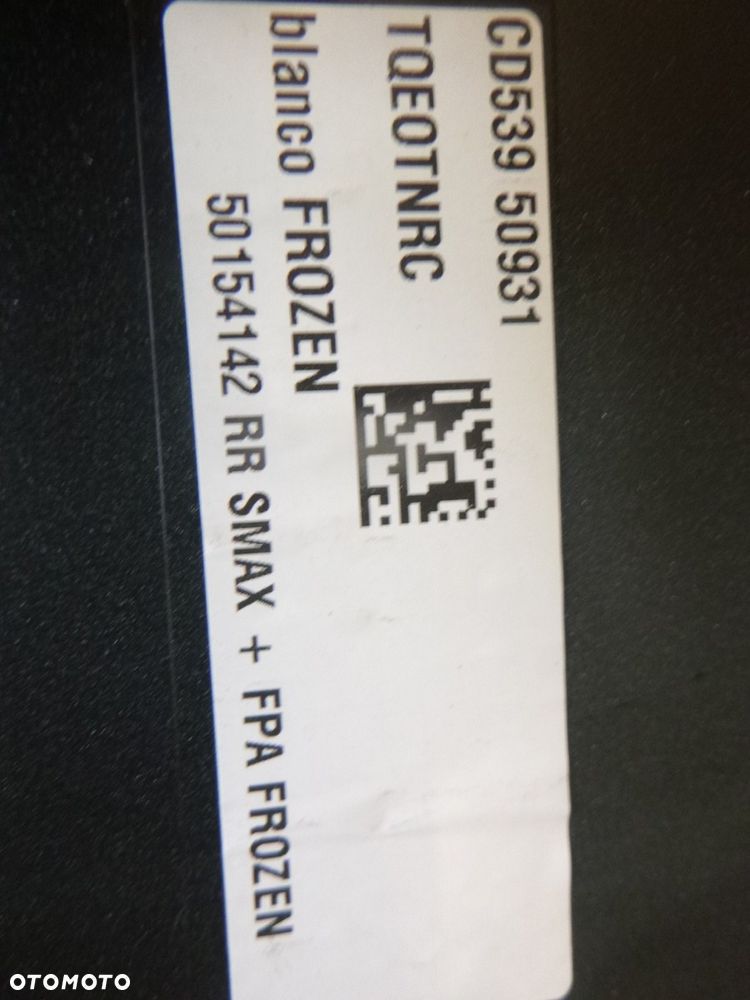 CD539 50931
TQEOTNRC
blanco FROZEN
50154142 RR SMAX + FPA FROZEN
OTOMOTO